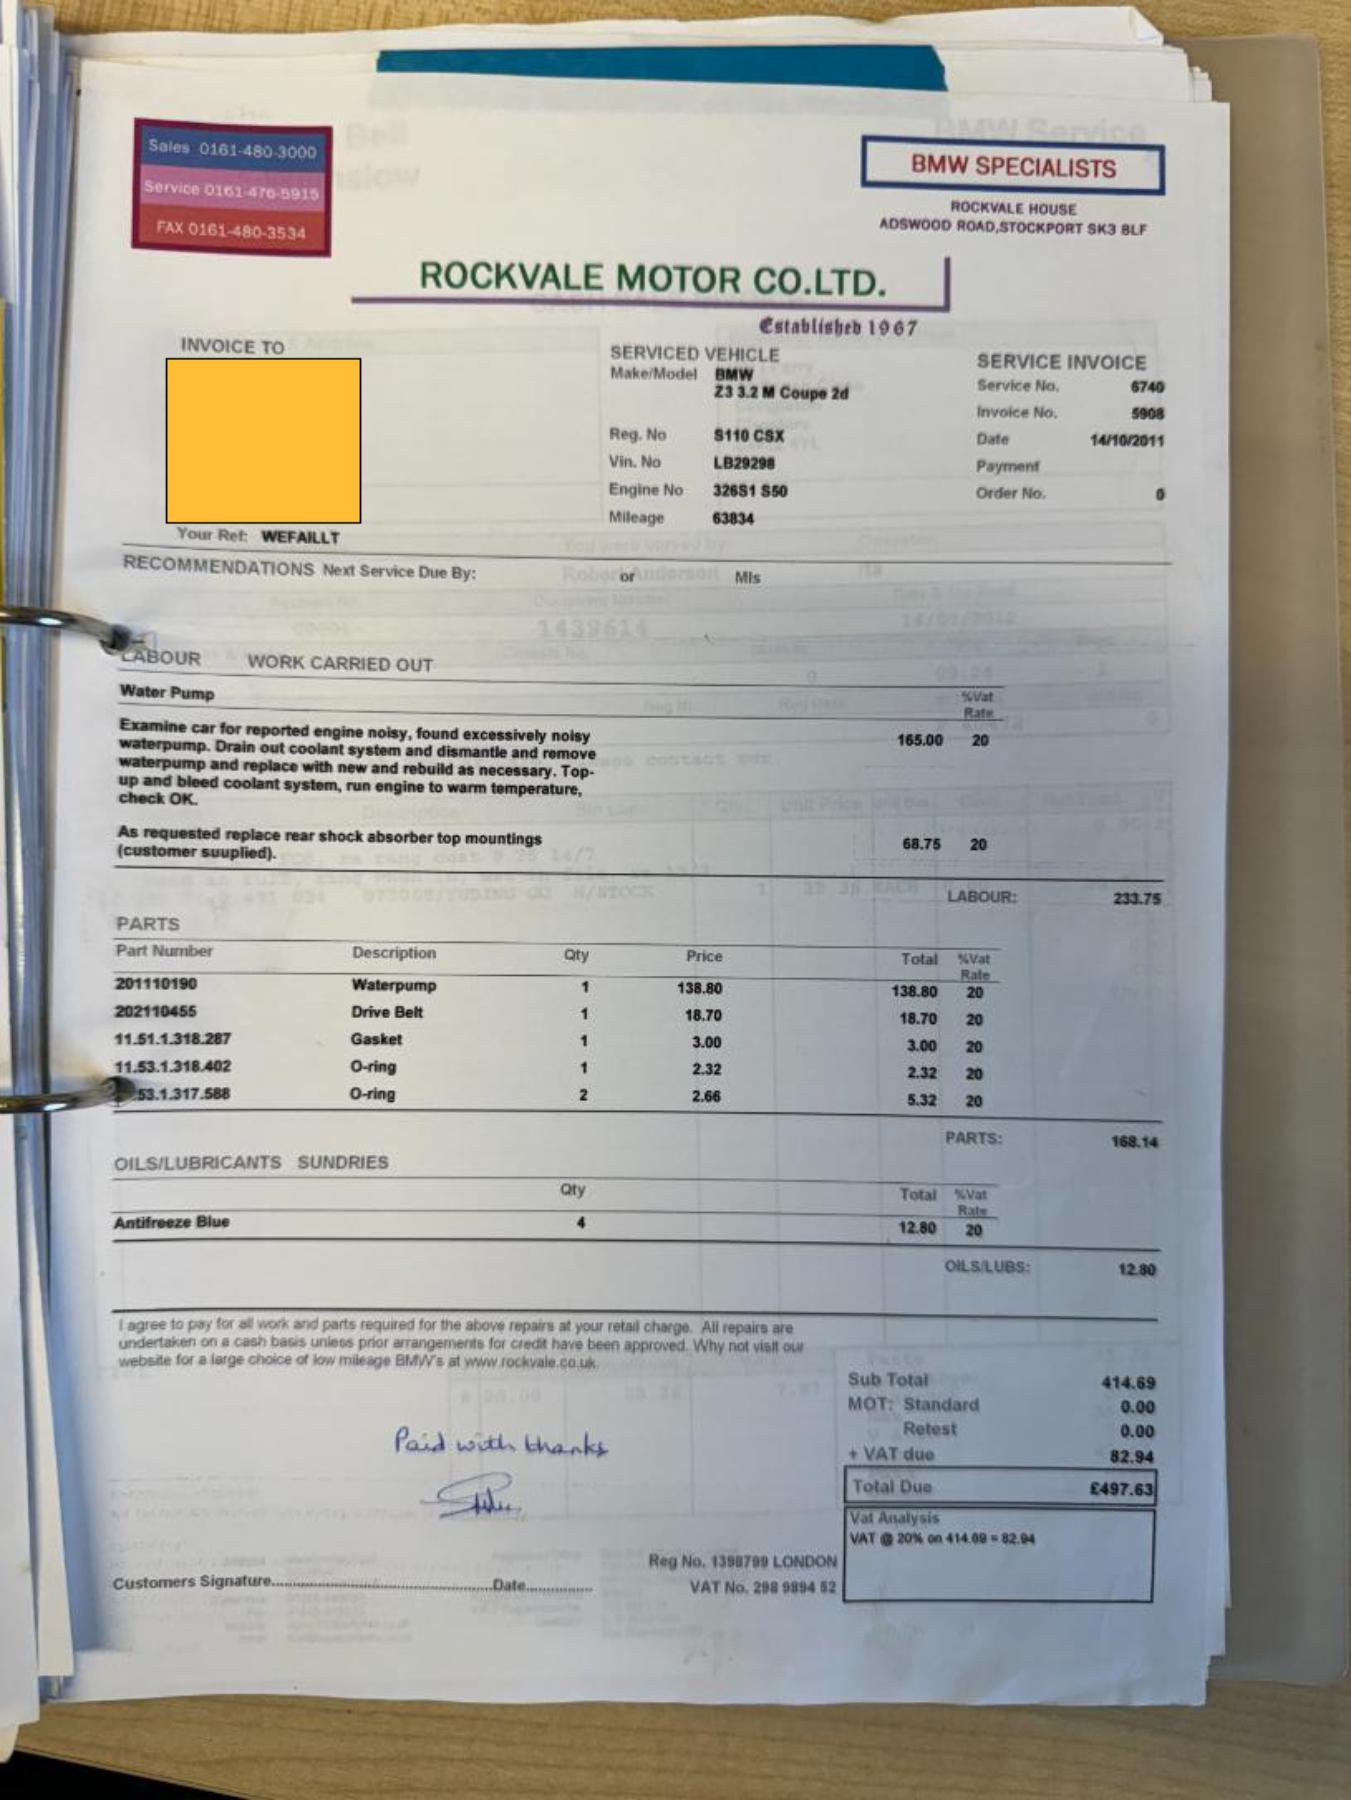 Sales 0161-480-3000
Service 0161-476-5915
FAX 0161-480-3534
BMW SPECIALISTS
ROCKVALE HOUSE
ADSWOOD ROAD,STOCKPORT SK3 8LF
ROCKVALE MOTOR CO.LTD.
Established 1967
INVOICE TO
Your Ref: WEFAILLT
SERVICED VEHICLE
Make/Model BMW
Z3 3.2 M Coupe 2d
Reg. No S110 CSX
Vin. No LB29298
Engine No 326S1 S50
Mileage 63834
SERVICE INVOICE
Service No. 6740
Invoice No. 5908
Date 14/10/2011
Payment
Order No. 0
RECOMMENDATIONS Next Service Due By: or Mls
LABOUR WORK CARRIED OUT
Water Pump %Vat
Rate
Examine car for reported engine noisy, found excessively noisy
waterpump. Drain out coolant system and dismantle and remove 165.00 20
waterpump and replace with new and rebuild as necessary. Top-
up and bleed coolant system, run engine to warm temperature,
check OK.
As requested replace rear shock absorber top mountings 68.75 20
(customer suuplied).
LABOUR: 233.75
PARTS
Part Number Description Qty Price Total %Vat
Rate
201110190 Waterpump 1 138.80 138.80 20
202110455 Drive Belt 1 18.70 18.70 20
11.51.1.318.287 Gasket 1 3.00 3.00 20
11.53.1.318.402 O-ring 1 2.32 2.32 20
53.1.317.588 O-ring 2 2.66 5.32 20
PARTS: 168.14
OILS/LUBRICANTS SUNDRIES
Qty Total %Vat
Rate
Antifreeze Blue 4 12.80 20
OILS/LUBS: 12.80
I agree to pay for all work and parts required for the above repairs at your retail charge. All repairs are
undertaken on a cash basis unless prior arrangements for credit have been approved. Why not visit our
website for a large choice of low mileage BMW's at www.rockvale.co.uk.
Sub Total 414.69
MOT: Standard 0.00
Retest 0.00
+ VAT due 82.94
Total Due £497.63
Vat Analysis
VAT @ 20% on 414.69 = 82.94
Paid with thanks
Reg No. 1398799 LONDON
VAT No. 298 9894 52
Customers Signature.....................................................Date................